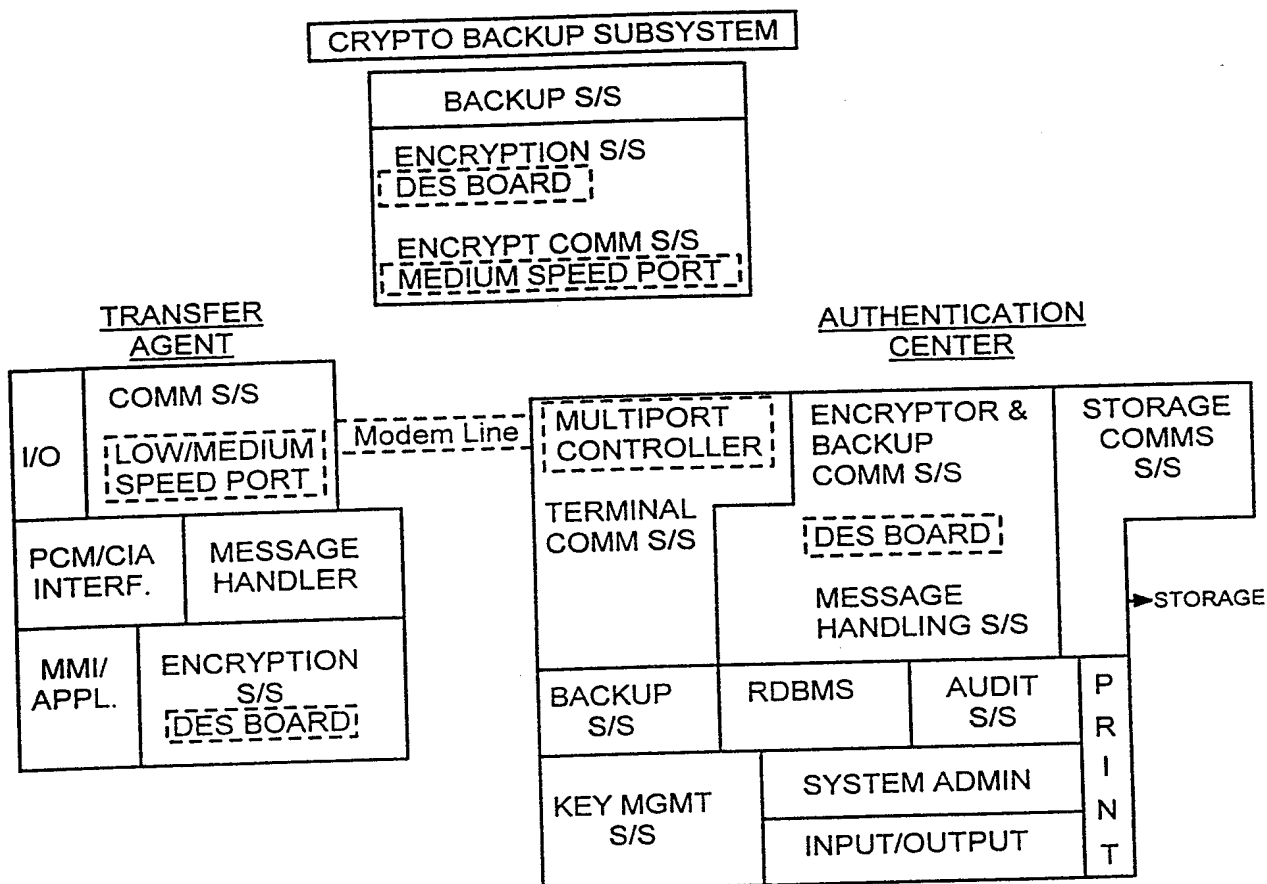 CRYPTO BACKUP SUBSYSTEM
BACKUP S/S
ENCRYPTION S/S
DES BOARD
ENCRYPT COMM S/S
MEDIUM SPEED PORT
TRANSFER
AGENT
I/O
COMM S/S
LOW/MEDIUM
SPEED PORT
PCM/CIA
INTERF.
MESSAGE
HANDLER
MMI/
APPL.
ENCRYPTION
S/S
DES BOARD
Modem Line
AUTHENTICATION
CENTER
MULTIPORT
CONTROLLER
TERMINAL
COMM S/S
ENCRYPTOR &
BACKUP
COMM S/S
DES BOARD
MESSAGE
HANDLING S/S
STORAGE
COMMS
S/S
STORAGE
BACKUP
S/S
RDBMS
AUDIT
S/S
PRINT
KEY MGMT
S/S
SYSTEM ADMIN
INPUT/OUTPUT